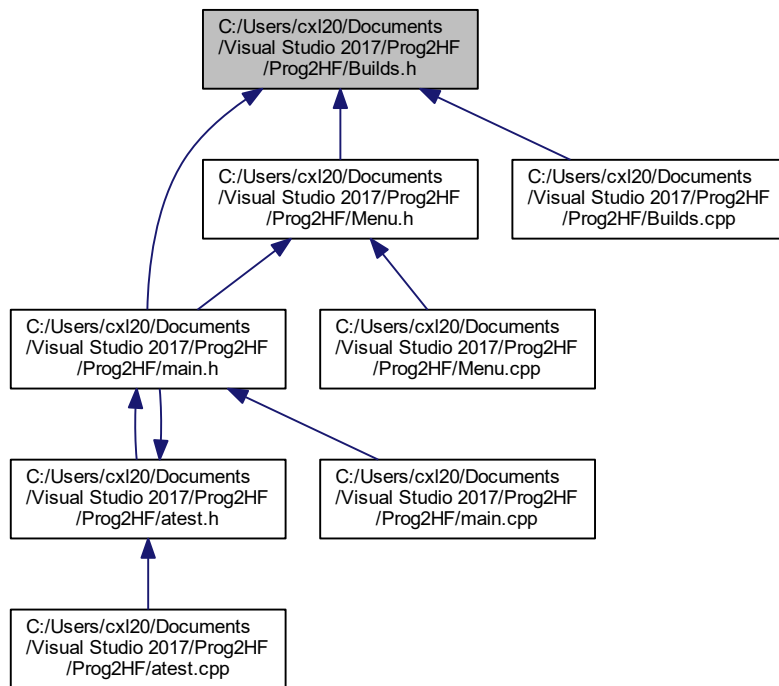 C:/Users/cxl20/Documents
/Visual Studio 2017/Prog2HF
/Prog2HF/Builds.h
C:/Users/cxl20/Documents
/Visual Studio 2017/Prog2HF
/Prog2HF/Menu.h
C:/Users/cxl20/Documents
/Visual Studio 2017/Prog2HF
/Prog2HF/Builds.cpp
C:/Users/cxl20/Documents
/Visual Studio 2017/Prog2HF
/Prog2HF/main.h
C:/Users/cxl20/Documents
/Visual Studio 2017/Prog2HF
/Prog2HF/Menu.cpp
C:/Users/cxl20/Documents
/Visual Studio 2017/Prog2HF
/Prog2HF/atest.h
C:/Users/cxl20/Documents
/Visual Studio 2017/Prog2HF
/Prog2HF/main.cpp
C:/Users/cxl20/Documents
/Visual Studio 2017/Prog2HF
/Prog2HF/atest.cpp